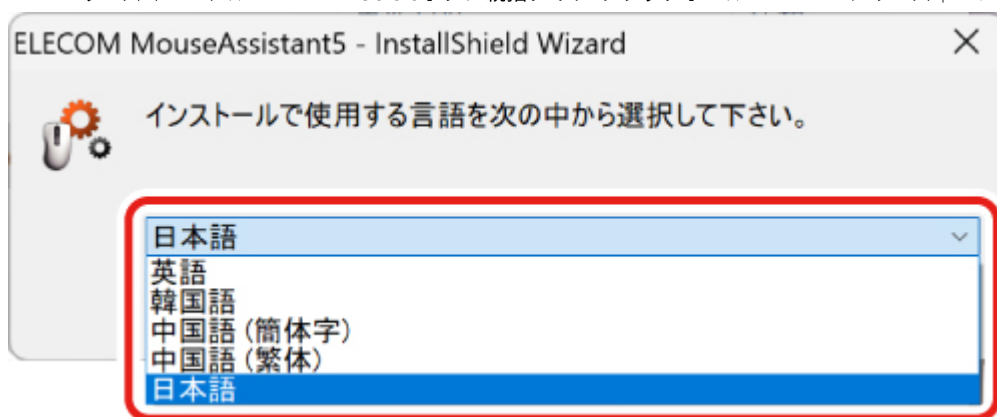 ELECOM MouseAssistant5 - InstallShield Wizard
インストールで使用する言語を次の中から選択して下さい。
日本語
英語
韓国語
中国語 (簡体字)
中国語 (繁体)
日本語